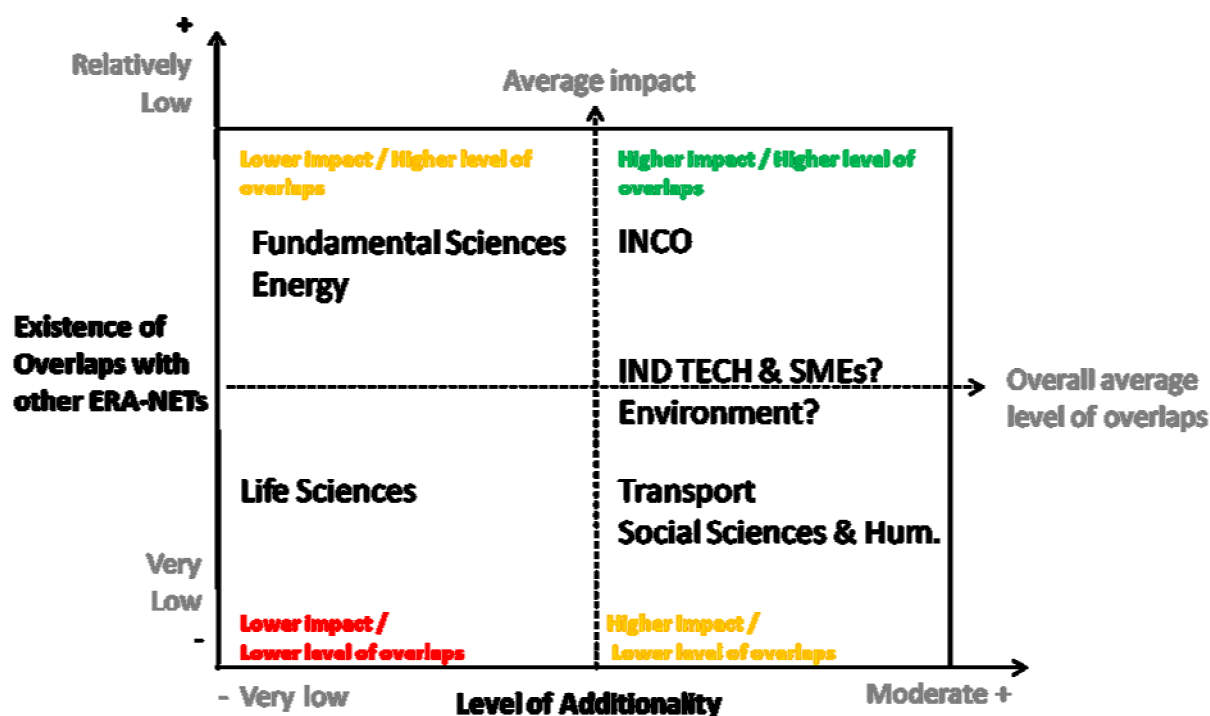 +
Relatively
Low
Average impact
Lower impact / Higher level of
overlaps
Higher impact / Higher level of
overlaps
Fundamental Sciences
Energy
INCO
Existence of
Overlaps with
other ERA-NETs
IND TECH & SMEs?
Environment?
Overall average
level of overlaps
Life Sciences
Transport
Social Sciences & Hum.
Very
Low
-
Lower impact /
Lower level of overlaps
Higher impact /
Lower level of overlaps
- Very low
Level of Additionality
Moderate +